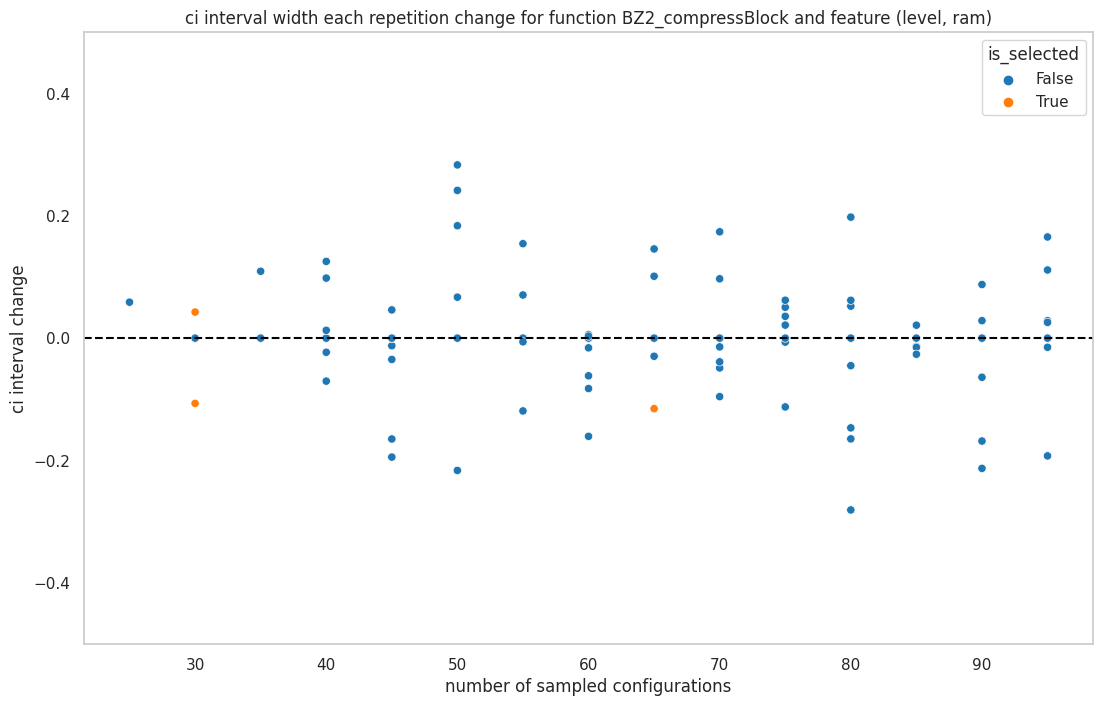 ci interval width each repetition change for function BZ2_compressBlock and feature (level, ram)
is_selected
False
True
ci interval change
0.4
0.2
0.0
−0.2
−0.4
30 40 50 60 70 80 90
number of sampled configurations